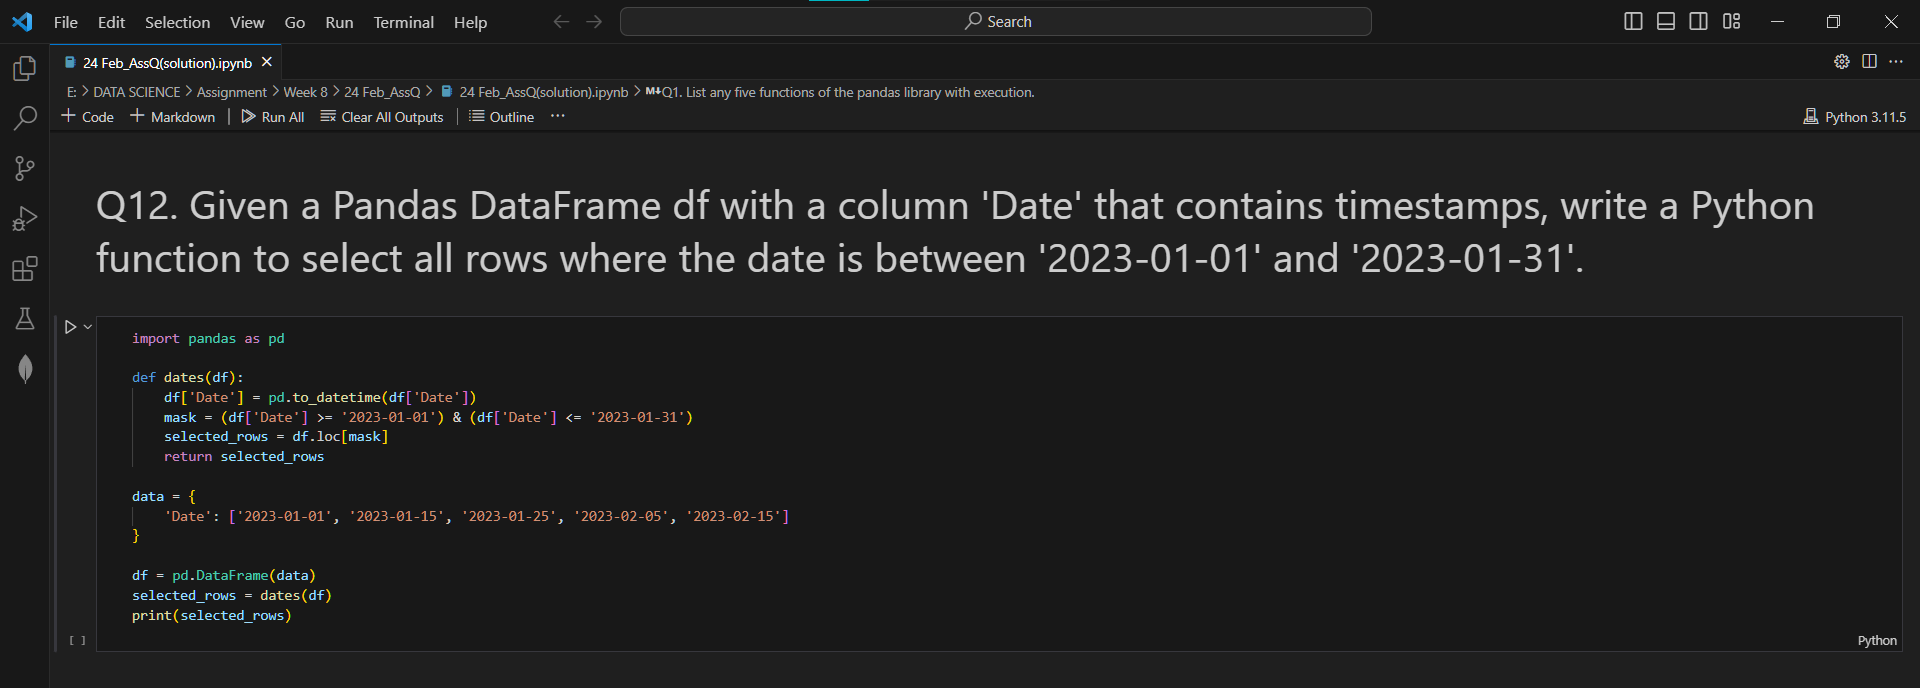 File Edit Selection View Go Run Terminal Help Search
24 Feb_AssQ(solution).ipynb
E: > DATA SCIENCE > Assignment > Week 8 > 24 Feb_AssQ > 24 Feb_AssQ(solution).ipynb > M↓Q1. List any five functions of the pandas library with execution.
+ Code + Markdown | Run All Clear All Outputs | Outline ··· Python 3.11.5
Q12. Given a Pandas DataFrame df with a column 'Date' that contains timestamps, write a Python
function to select all rows where the date is between '2023-01-01' and '2023-01-31'.
import pandas as pd
def dates(df):
    df['Date'] = pd.to_datetime(df['Date'])
    mask = (df['Date'] >= '2023-01-01') & (df['Date'] <= '2023-01-31')
    selected_rows = df.loc[mask]
    return selected_rows
data = {
    'Date': ['2023-01-01', '2023-01-15', '2023-01-25', '2023-02-05', '2023-02-15']
}
df = pd.DataFrame(data)
selected_rows = dates(df)
print(selected_rows)
[ ]
Python